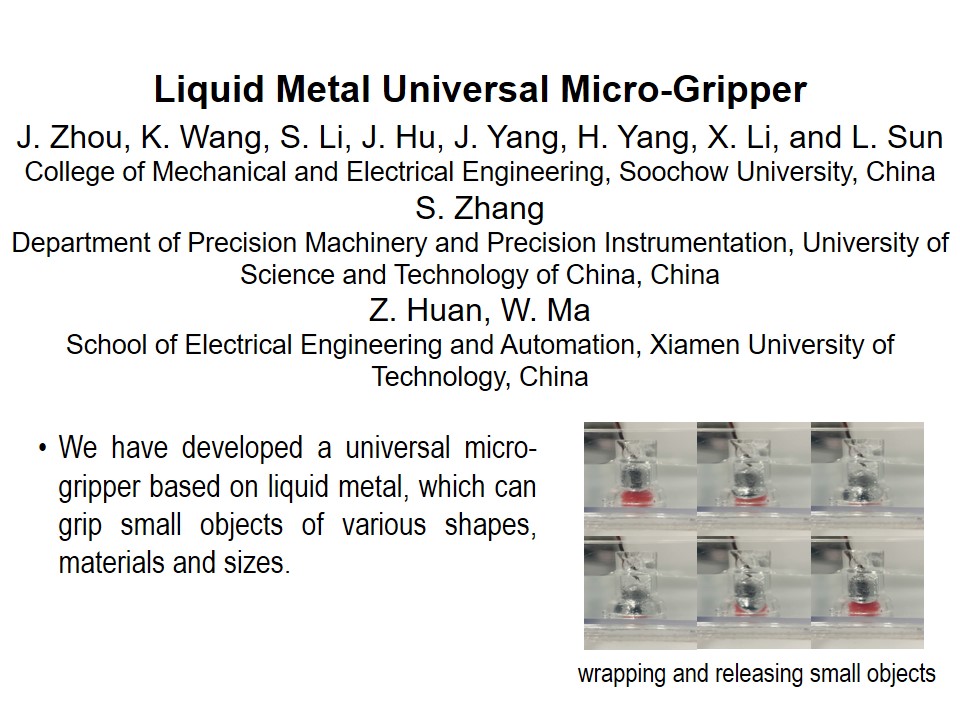 Liquid Metal Universal Micro-Gripper
J. Zhou, K. Wang, S. Li, J. Hu, J. Yang, H. Yang, X. Li, and L. Sun
College of Mechanical and Electrical Engineering, Soochow University, China
S. Zhang
Department of Precision Machinery and Precision Instrumentation, University of
Science and Technology of China, China
Z. Huan, W. Ma
School of Electrical Engineering and Automation, Xiamen University of
Technology, China
• We have developed a universal micro-
gripper based on liquid metal, which can
grip small objects of various shapes,
materials and sizes.
wrapping and releasing small objects